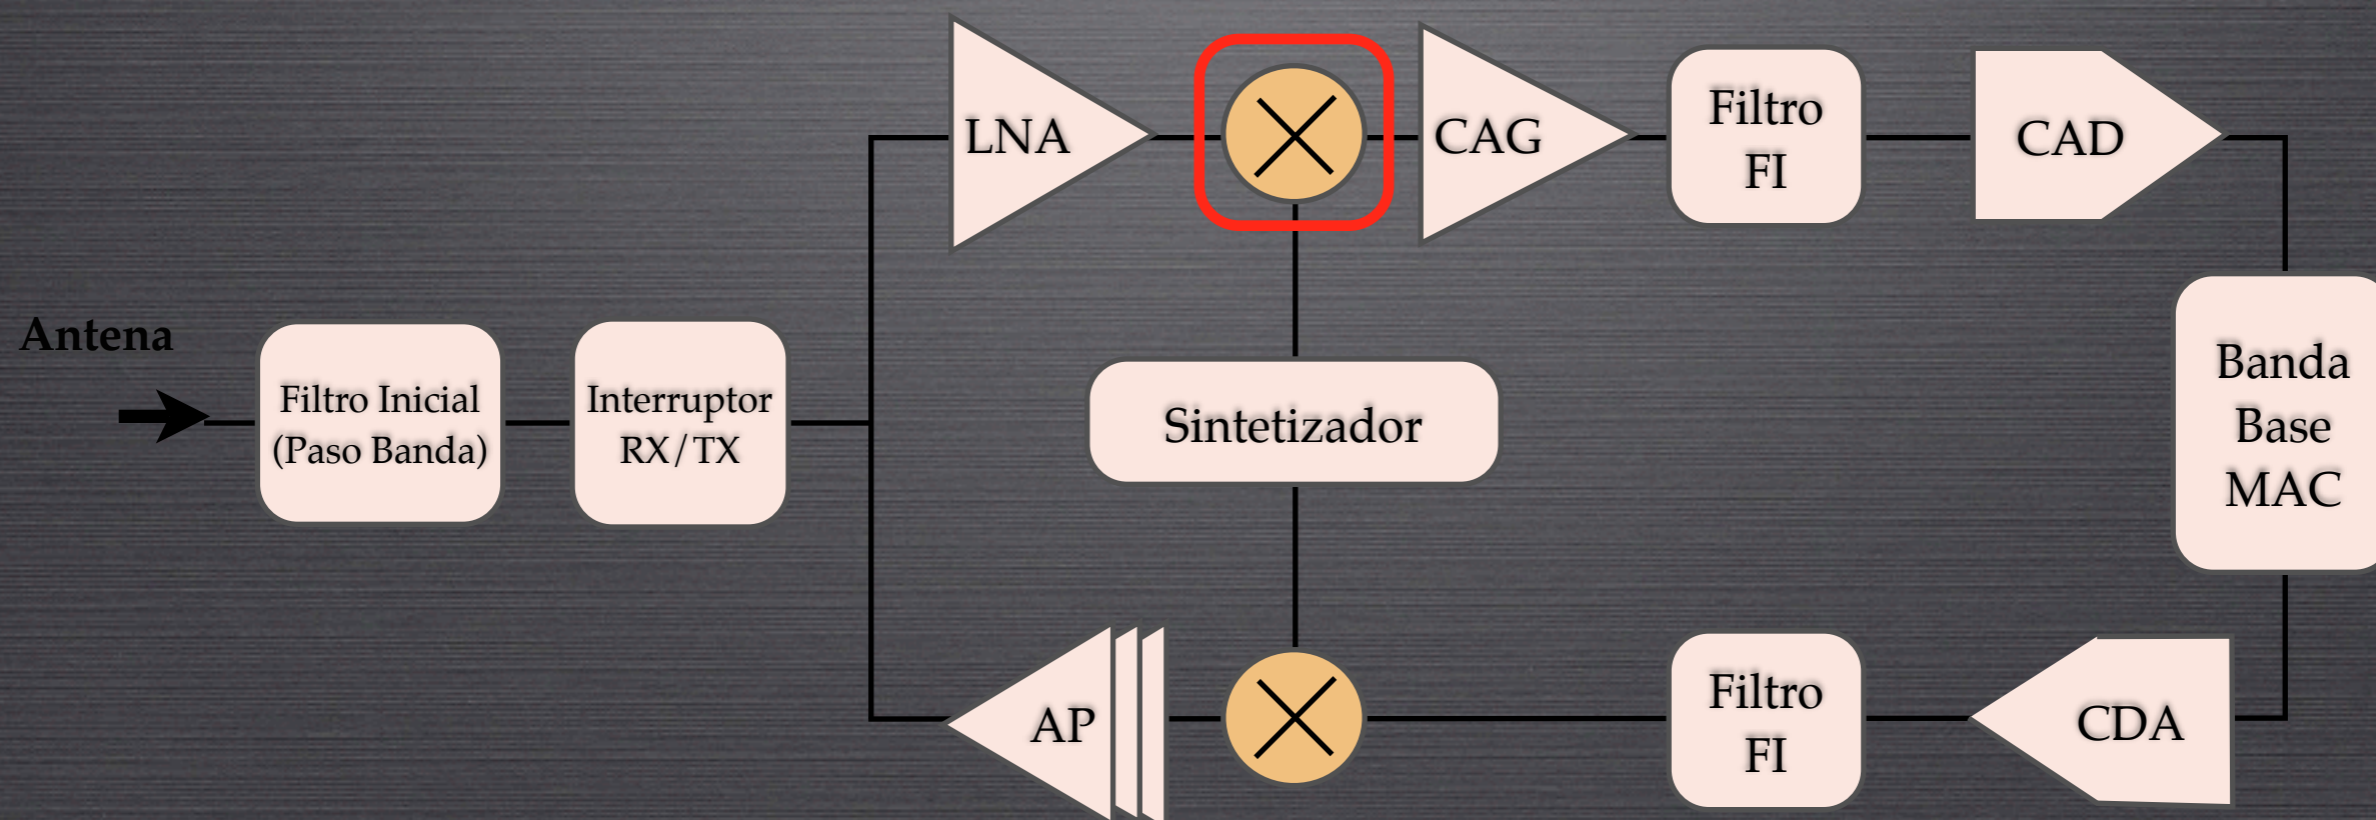 LNA
CAG
Filtro
FI
CAD
Antena
Filtro Inicial
(Paso Banda)
Interruptor
RX/TX
Sintetizador
Banda
Base
MAC
AP
Filtro
FI
CDA